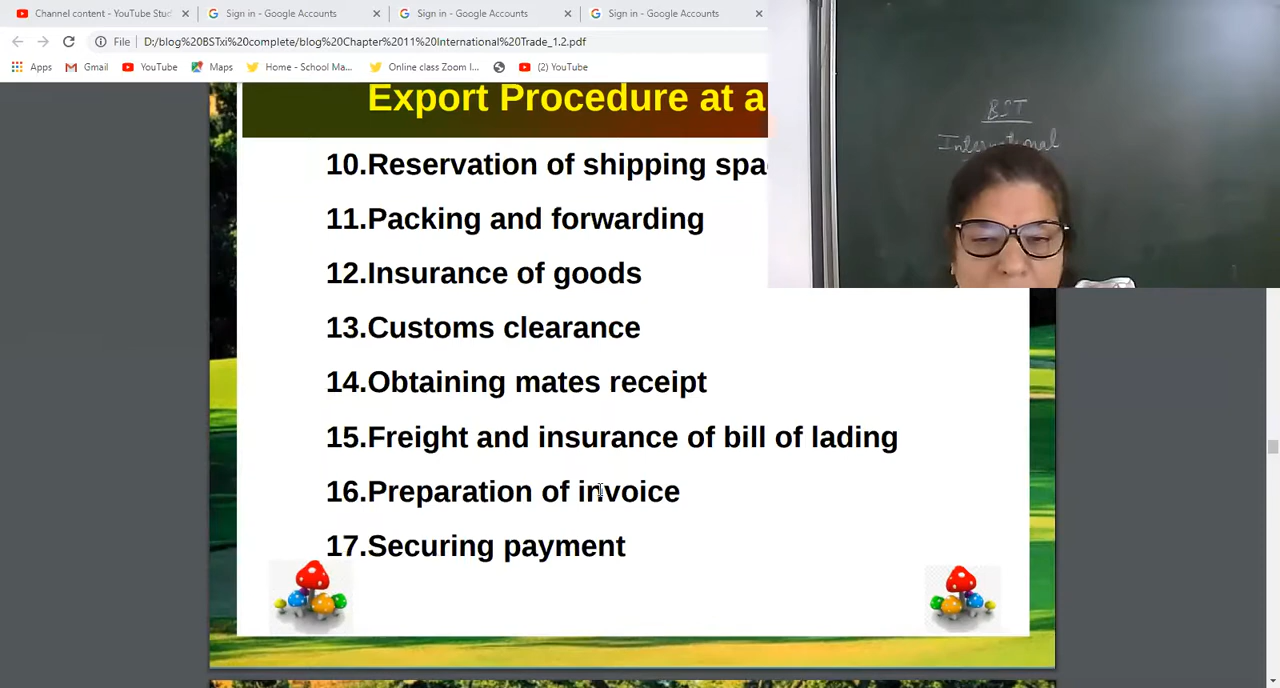 Channel content - YouTube Stud
Sign in - Google Accounts
Sign in - Google Accounts
Sign in - Google Accounts
File D:/blog%20BSTxi%20complete/blog%20Chapter%2011%20International%20Trade_1.2.pdf
Apps Gmail YouTube Maps Home - School Ma... Online class Zoom l... (2) YouTube
Export Procedure at a
10.Reservation of shipping spa
11.Packing and forwarding
12.Insurance of goods
13.Customs clearance
14.Obtaining mates receipt
15.Freight and insurance of bill of lading
16.Preparation of invoice
17.Securing payment
BST
International